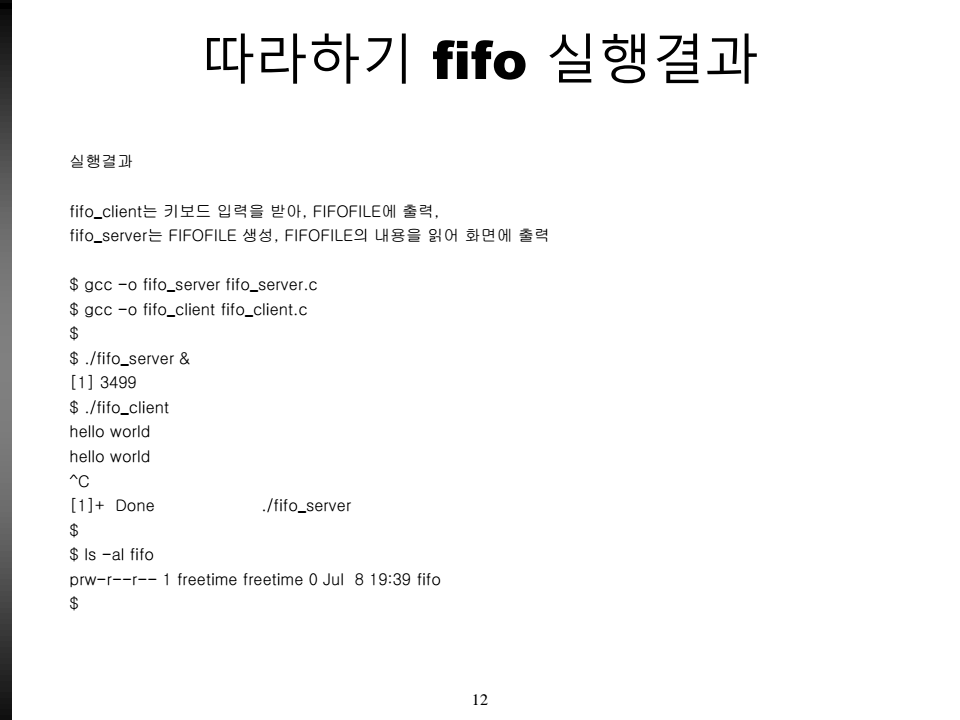 따라하기 fifo 실행결과
실행결과
fifo_client는 키보드 입력을 받아, FIFOFILE에 출력,
fifo_server는 FIFOFILE 생성, FIFOFILE의 내용을 읽어 화면에 출력
$ gcc -o fifo_server fifo_server.c
$ gcc -o fifo_client fifo_client.c
$
$ ./fifo_server &
[1] 3499
$ ./fifo_client
hello world
hello world
^C
[1]+  Done                    ./fifo_server
$
$ ls -al fifo
prw-r--r-- 1 freetime freetime 0 Jul  8 19:39 fifo
$
12